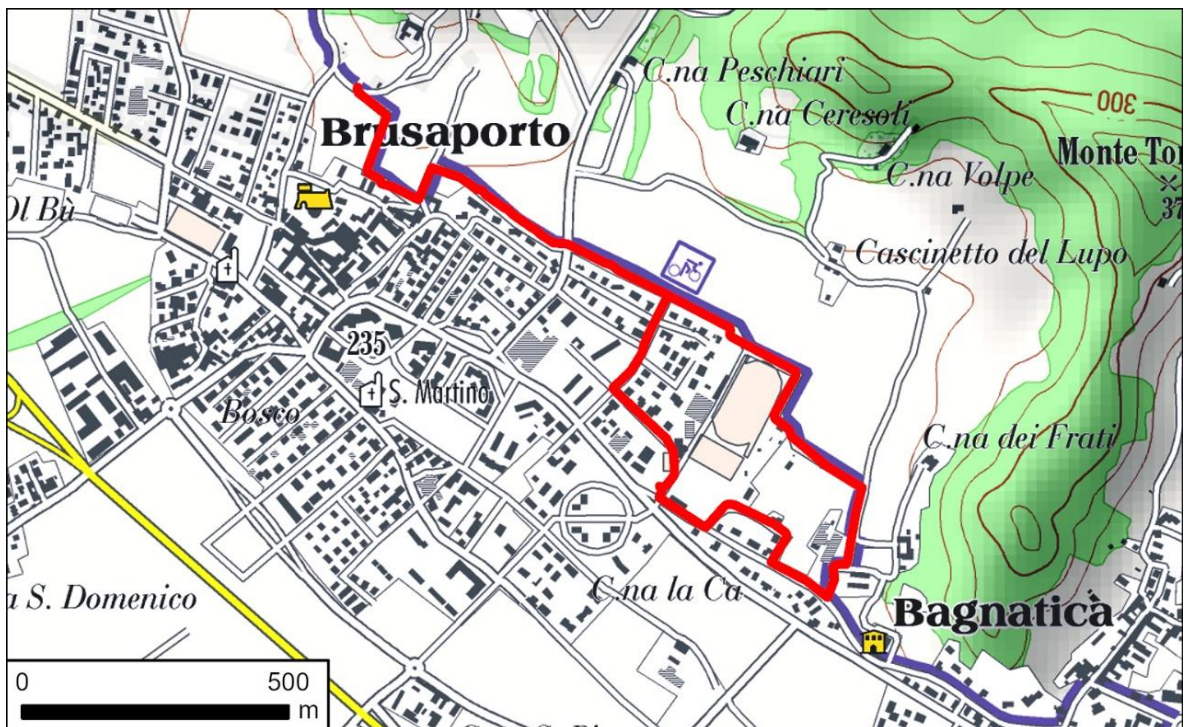 C.na Peschiari
300
C.na Ceresoli
Brusaporto
Monte Tor
C.na Volpe
37
Ol Bù
Cascinetto del Lupo
235
S. Martino
Bosco
C.na dei Frati
a S. Domenico
C.na la Ca
Bagnatica
0 500
m